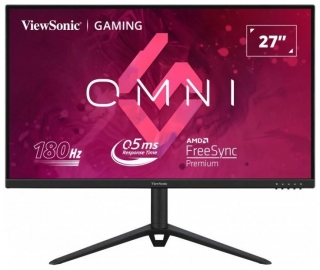 ViewSonic | GAMING
27"
OMNI
180Hz
0.5ms
Response Time
AMD
FreeSync
Premium
ViewSonic